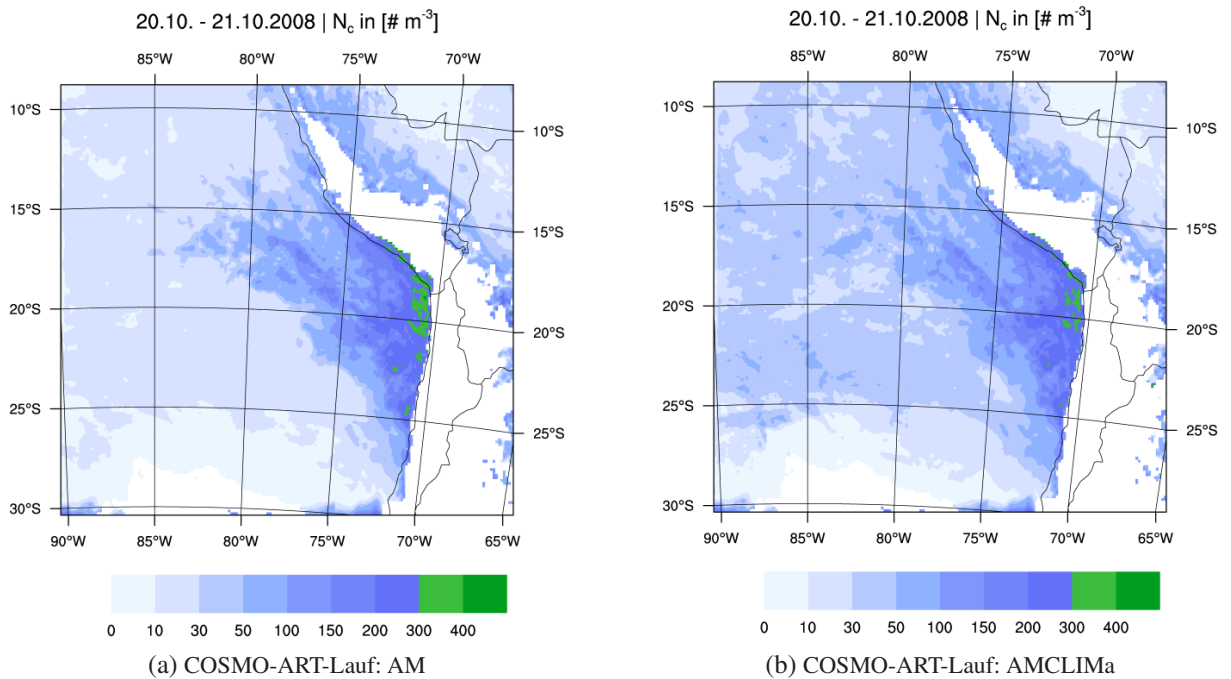 20.10. - 21.10.2008 | N_c in [# m^-3]
85°W 80°W 75°W 70°W
10°S 10°S
15°S 15°S
20°S 20°S
25°S 25°S
30°S
90°W 85°W 80°W 75°W 70°W 65°W
0 10 30 50 100 150 200 300 400
(a) COSMO-ART-Lauf: AM
20.10. - 21.10.2008 | N_c in [# m^-3]
85°W 80°W 75°W 70°W
10°S 10°S
15°S 15°S
20°S 20°S
25°S 25°S
30°S
90°W 85°W 80°W 75°W 70°W 65°W
0 10 30 50 100 150 200 300 400
(b) COSMO-ART-Lauf: AMCLIMa